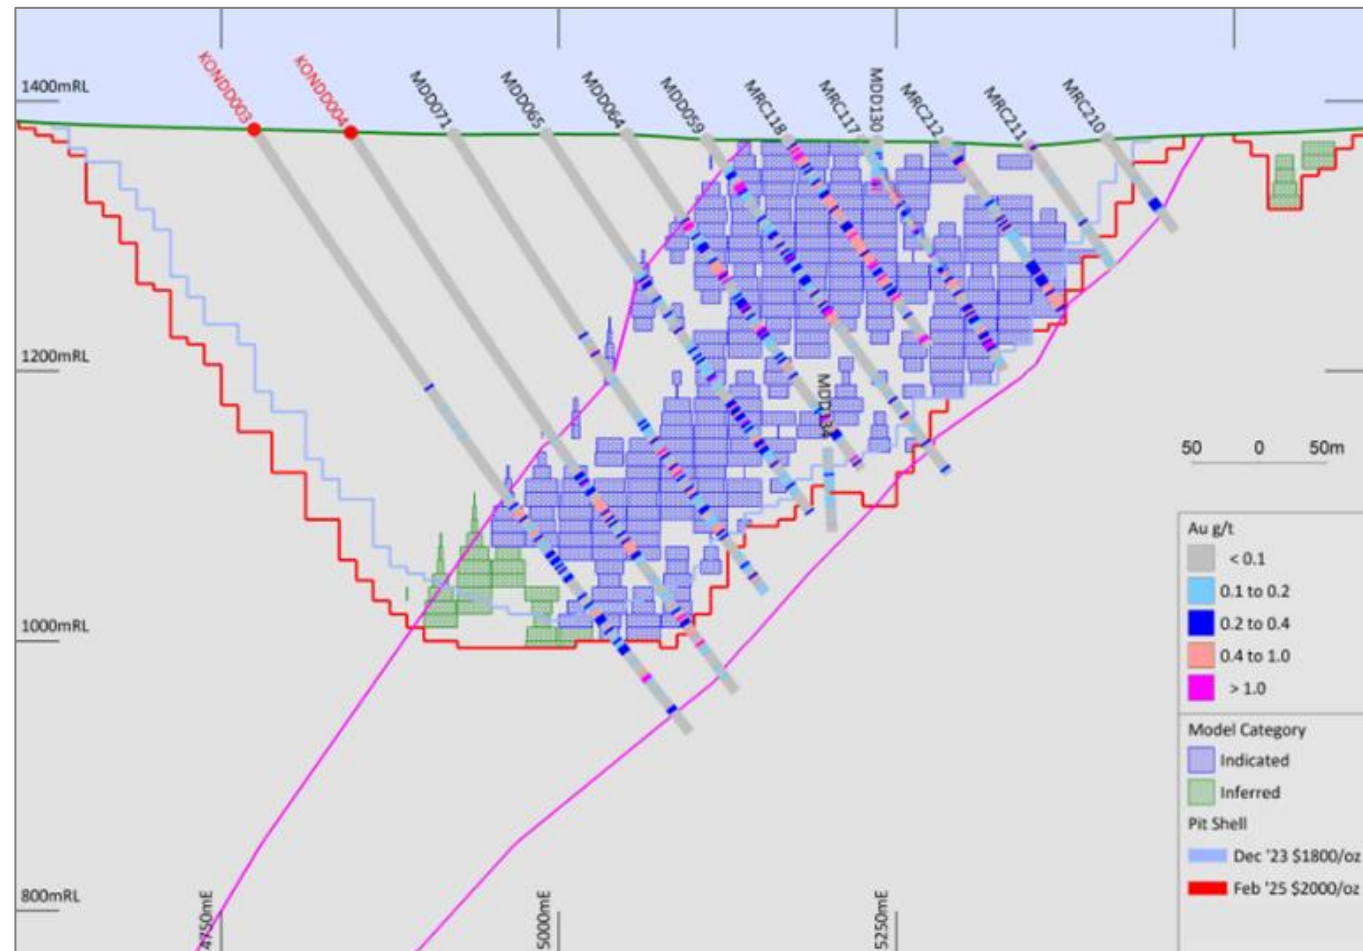 1400mRL
KONDD003
KONDD004
MDD071
MDD065
MDD064
MDD059
MRC118
MRC117
MDD130
MRC212
MRC211
MRC210
1200mRL
MDD134
50 0 50m
Au g/t
< 0.1
0.1 to 0.2
0.2 to 0.4
0.4 to 1.0
> 1.0
1000mRL
Model Category
Indicated
Inferred
Pit Shell
Dec '23 $1800/oz
Feb '25 $2000/oz
800mRL
4750mE
5000mE
5250mE